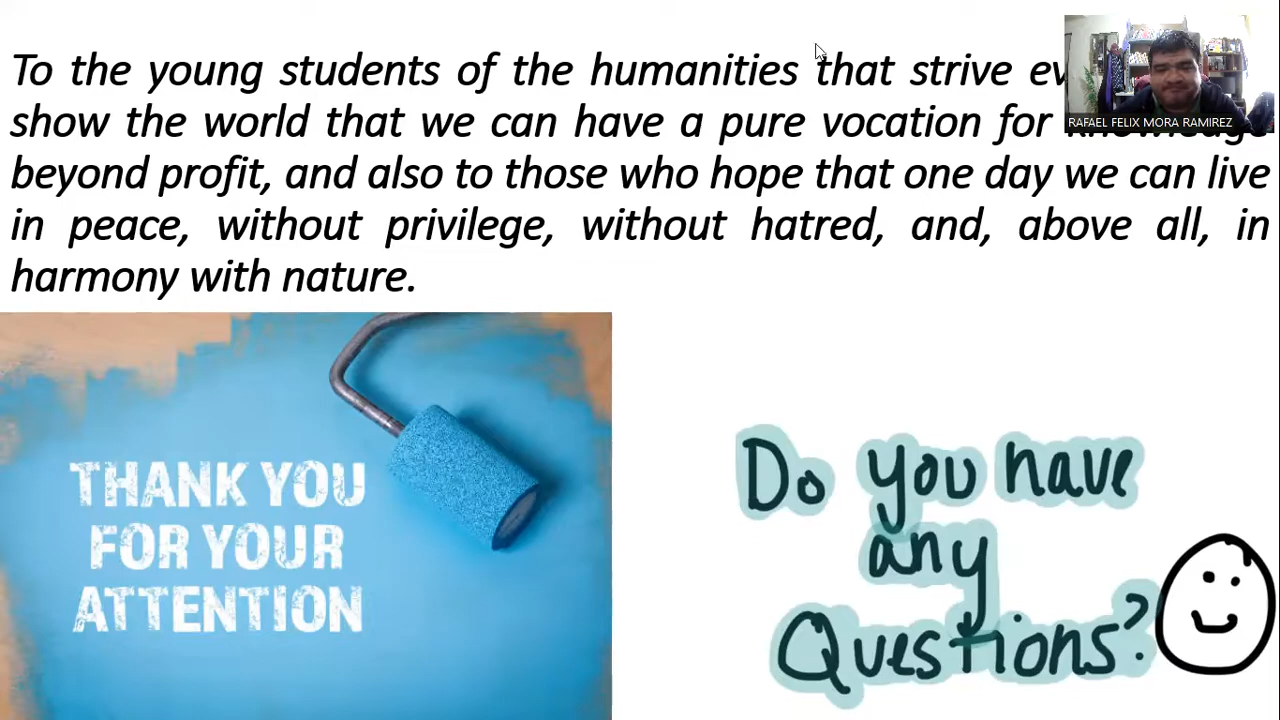 To the young students of the humanities that strive
show the world that we can have a pure vocation for
beyond profit, and also to those who hope that one day we can live
in peace, without privilege, without hatred, and, above all, in
harmony with nature.
RAFAEL FELIX MORA RAMIREZ
THANK YOU
FOR YOUR
ATTENTION
Do you have
any
Questions?